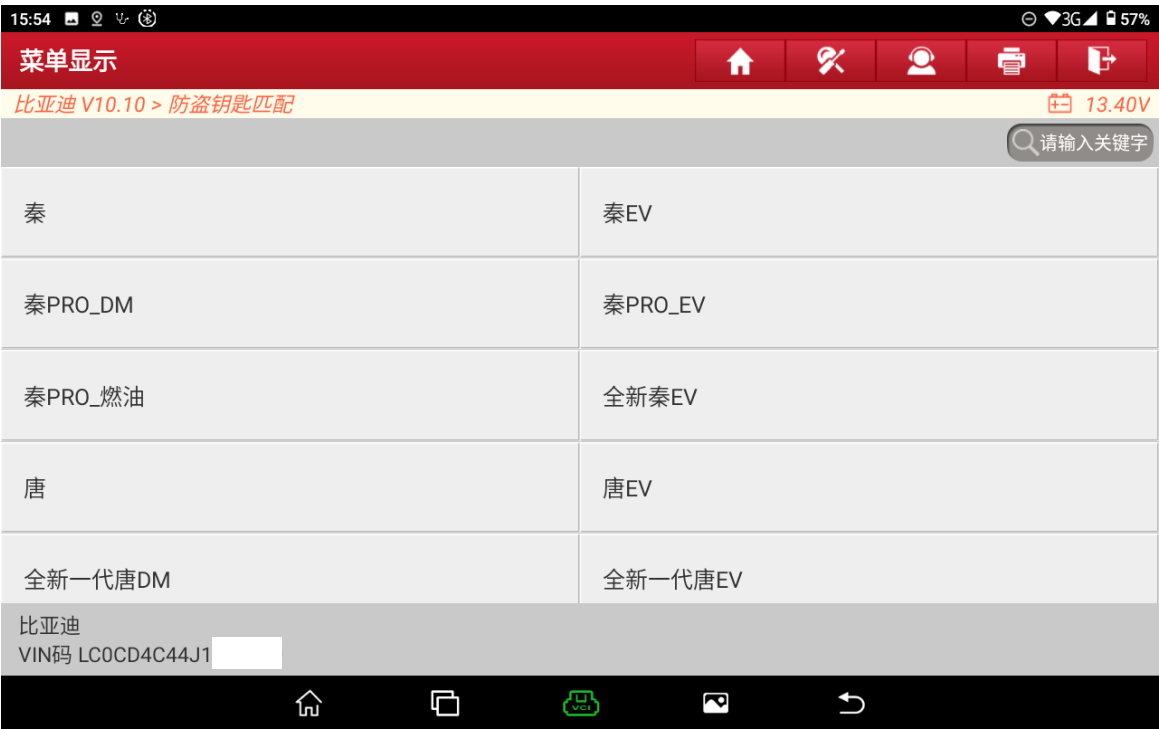 15:54 3G 57%
菜单显示
比亚迪 V10.10 > 防盗钥匙匹配 13.40V
请输入关键字
秦 秦EV
秦PRO_DM 秦PRO_EV
秦PRO_燃油 全新秦EV
唐 唐EV
全新一代唐DM 全新一代唐EV
比亚迪
VIN码 LC0CD4C44J1
VCI